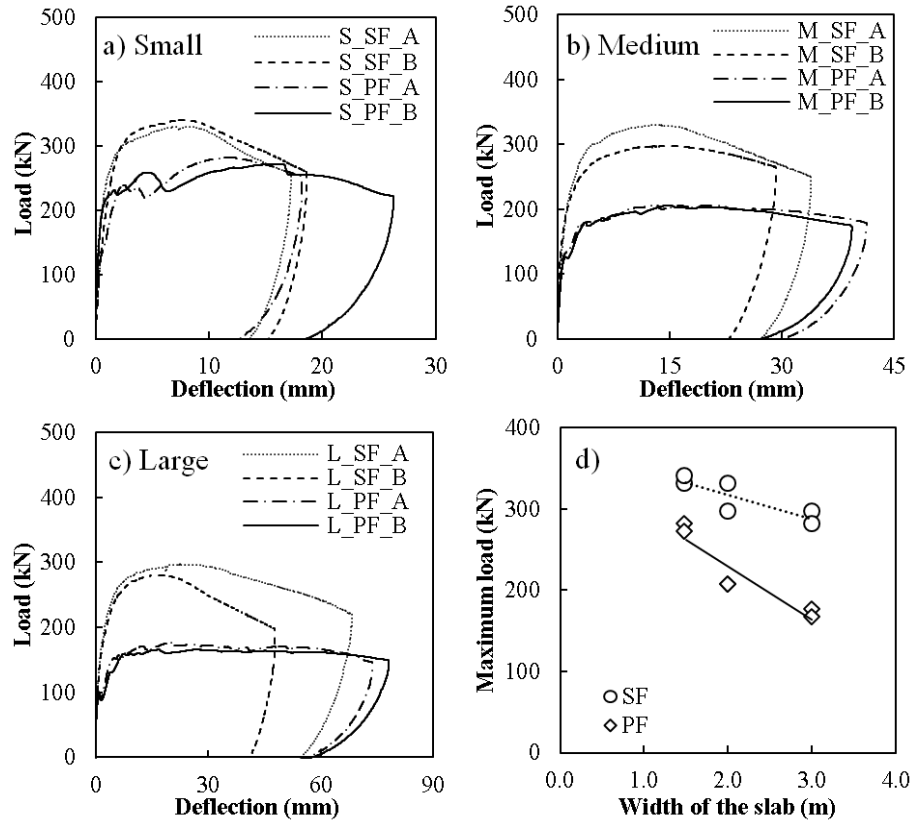 a) Small
S_SF_A
S_SF_B
S_PF_A
S_PF_B
500
400
300
200
100
0
Load (kN)
0 10 20 30
Deflection (mm)
b) Medium
M_SF_A
M_SF_B
M_PF_A
M_PF_B
500
400
300
200
100
0
Load (kN)
0 15 30 45
Deflection (mm)
c) Large
L_SF_A
L_SF_B
L_PF_A
L_PF_B
500
400
300
200
100
0
Load (kN)
0 30 60 90
Deflection (mm)
d)
400
300
200
100
0
Maximum load (kN)
SF
PF
0.0 1.0 2.0 3.0 4.0
Width of the slab (m)